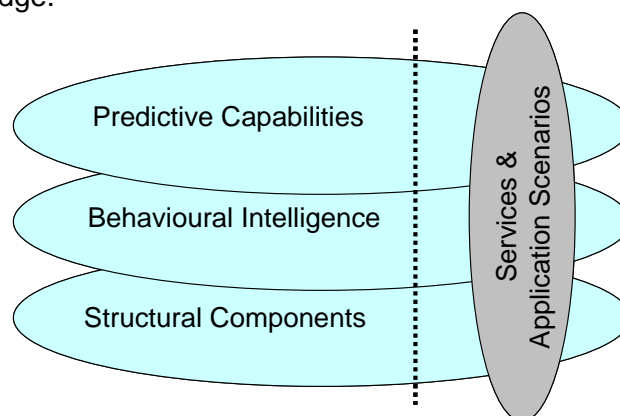 Predictive Capabilities
Behavioural Intelligence
Structural Components
Services &
Application Scenarios